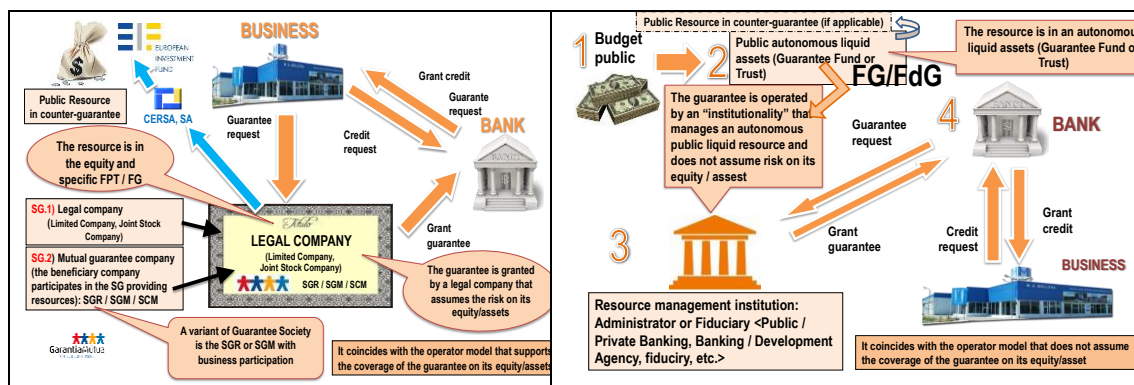 EUROPEAN
INVESTMENT
FUND
BUSINESS
Public Resource
in counter-guarantee
CERSA, SA
Grant credit
Guarante
request
BANK
Guarantee
request
Credit
request
The resource is in
the equity and
specific FPT / FG
SG.1) Legal company
(Limited Company, Joint Stock
Company)
SG.2) Mutual guarantee company
(the beneficiary company
participates in the SG providing
resources): SGR / SGM / SCM
LEGAL COMPANY
(Limited Company,
Joint Stock Company)
SGR / SGM / SCM
Grant
guarantee
The guarantee is granted
by a legal company that
assumes the risk on its
equity/assets
A variant of Guarantee Society
is the SGR or SGM with
business participation
It coincides with the operator model that supports
the coverage of the guarantee on its equity/assets
Public Resource in counter-guarantee (if applicable)
1 Budget
public
2 Public autonomous liquid
assets (Guarantee Fund or
Trust)
The resource is in an autonomou
liquid assets (Guarantee Fund or
Trust)
FG/FdG
The guarantee is operated
by an “institutionality” that
manages an autonomous
public liquid resource and
does not assume risk on its
equity / assest
Guarantee
request
4
BANK
3
Grant
guarantee
Credit
request
Grant
credit
BUSINESS
Resource management institution:
Administrator or Fiduciary <Public /
Private Banking, Banking / Development
Agency, fiduciry, etc.>
It coincides with the operator model that does not assume
the coverage of the guarantee on its equity/asset